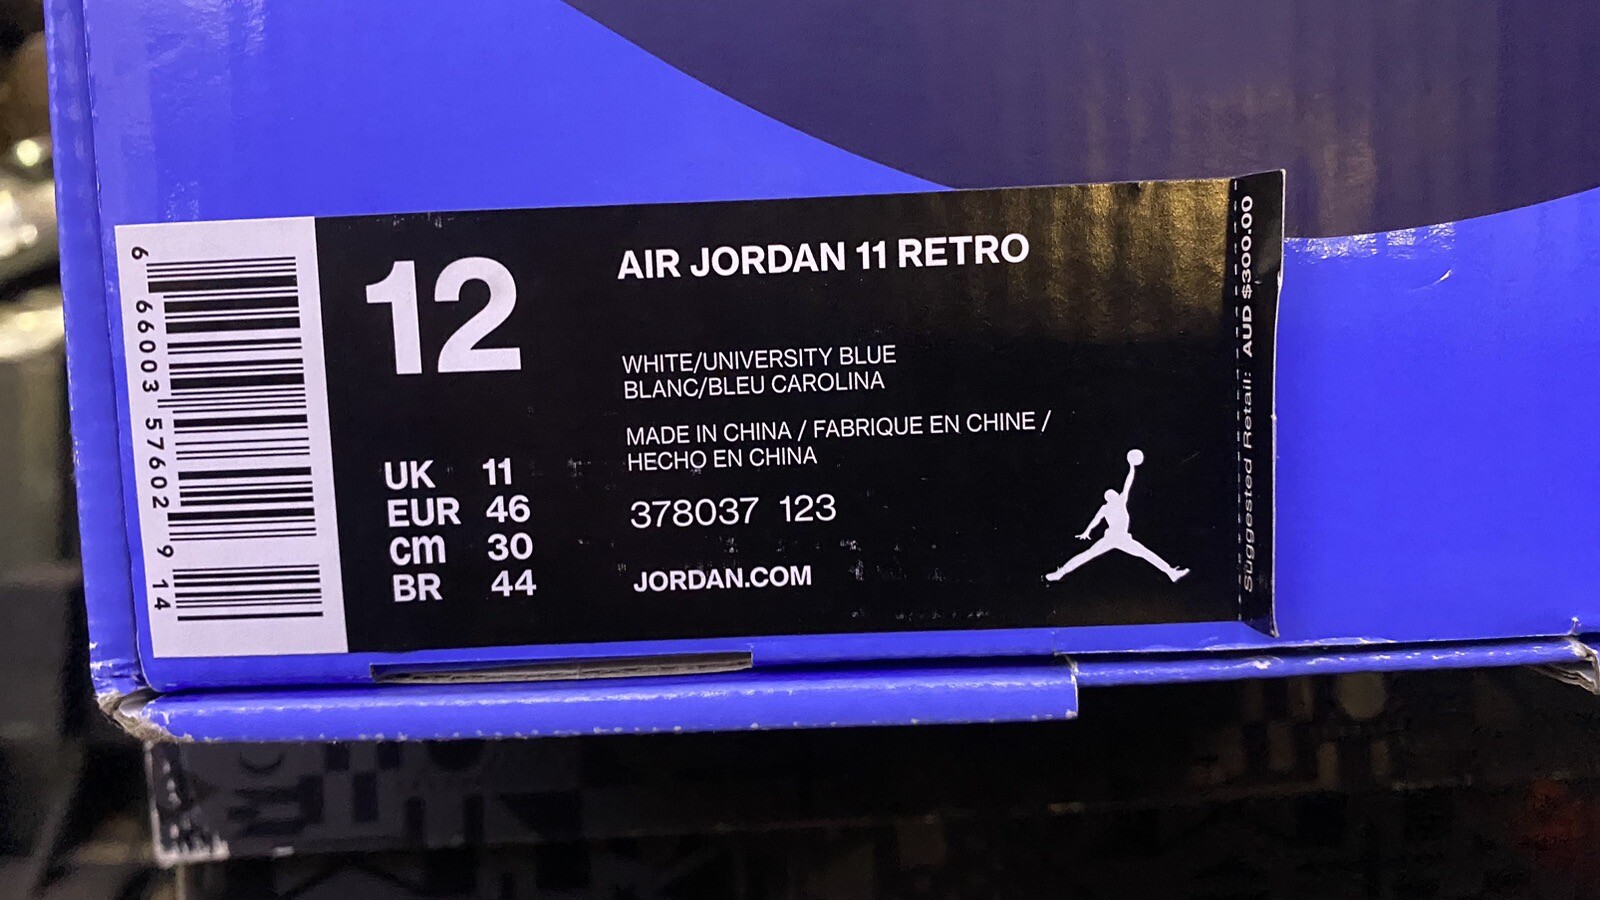 6 66003 57602 9 14
12
AIR JORDAN 11 RETRO
WHITE/UNIVERSITY BLUE
BLANC/BLEU CAROLINA
MADE IN CHINA / FABRIQUE EN CHINE /
HECHO EN CHINA
378037 123
JORDAN.COM
UK 11
EUR 46
cm 30
BR 44
Suggested Retail: AUD $300.00